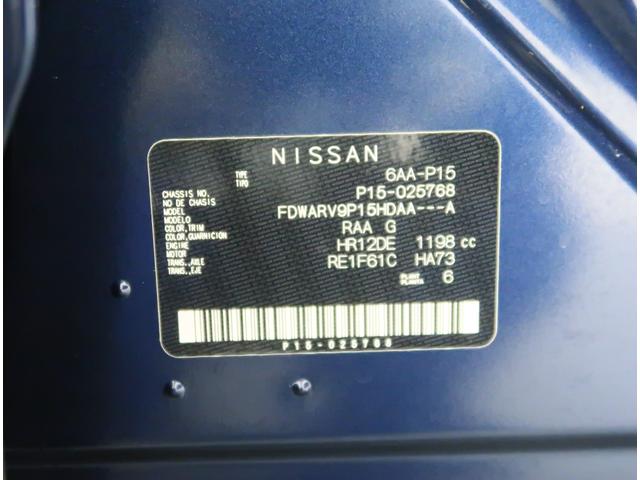 NISSAN
TYPE 6AA-P15
TIPO
CHASSIS NO. P15-025768
NO. DE CHASSIS
MODEL FDWARV9P15HDAA---A
MODELO
COLOR,TRIM RAA G
COLOR,GUARNICION
ENGINE HR12DE 1198 cc
MOTOR
TRANS.,AXLE RE1F61C HA73
TRANS.,EJE
PLANT 6
PLANTA
P15-025768